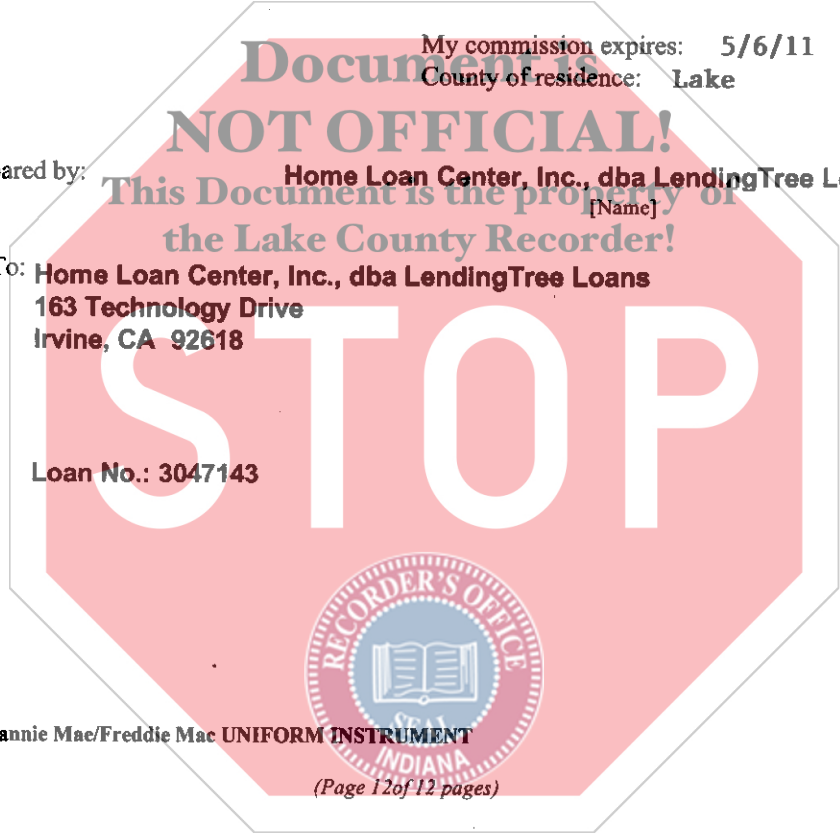 My commission expires: 5/6/11
Document is
County of residence: Lake
NOT OFFICIAL!
ared by: Home Loan Center, Inc., dba LendingTree L
This Document is the property of
[Name]
the Lake County Recorder!
To: Home Loan Center, Inc., dba LendingTree Loans
163 Technology Drive
Irvine, CA 92618
STOP
Loan No.: 3047143
RECORDER'S OFFICE
SEAL
INDIANA
annie Mae/Freddie Mac UNIFORM INSTRUMENT
(Page 12of 12 pages)